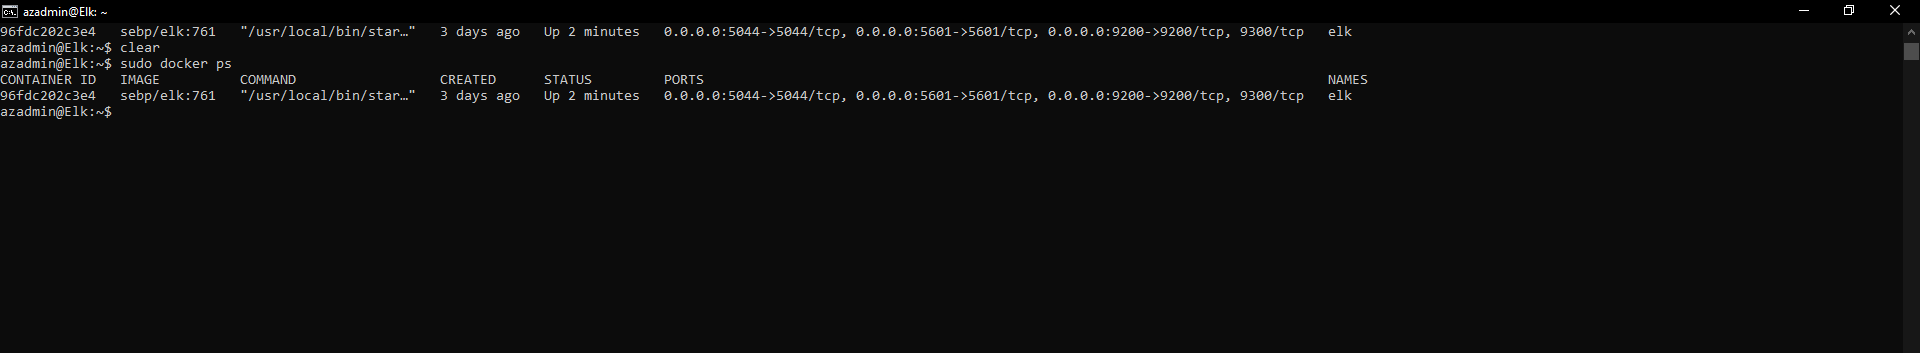 azadmin@Elk: ~
96fdc202c3e4   sebp/elk:761   "/usr/local/bin/star…"   3 days ago   Up 2 minutes   0.0.0.0:5044->5044/tcp, 0.0.0.0:5601->5601/tcp, 0.0.0.0:9200->9200/tcp, 9300/tcp   elk
azadmin@Elk:~$ clear
azadmin@Elk:~$ sudo docker ps
CONTAINER ID   IMAGE          COMMAND                  CREATED      STATUS         PORTS                                                                              NAMES
96fdc202c3e4   sebp/elk:761   "/usr/local/bin/star…"   3 days ago   Up 2 minutes   0.0.0.0:5044->5044/tcp, 0.0.0.0:5601->5601/tcp, 0.0.0.0:9200->9200/tcp, 9300/tcp   elk
azadmin@Elk:~$